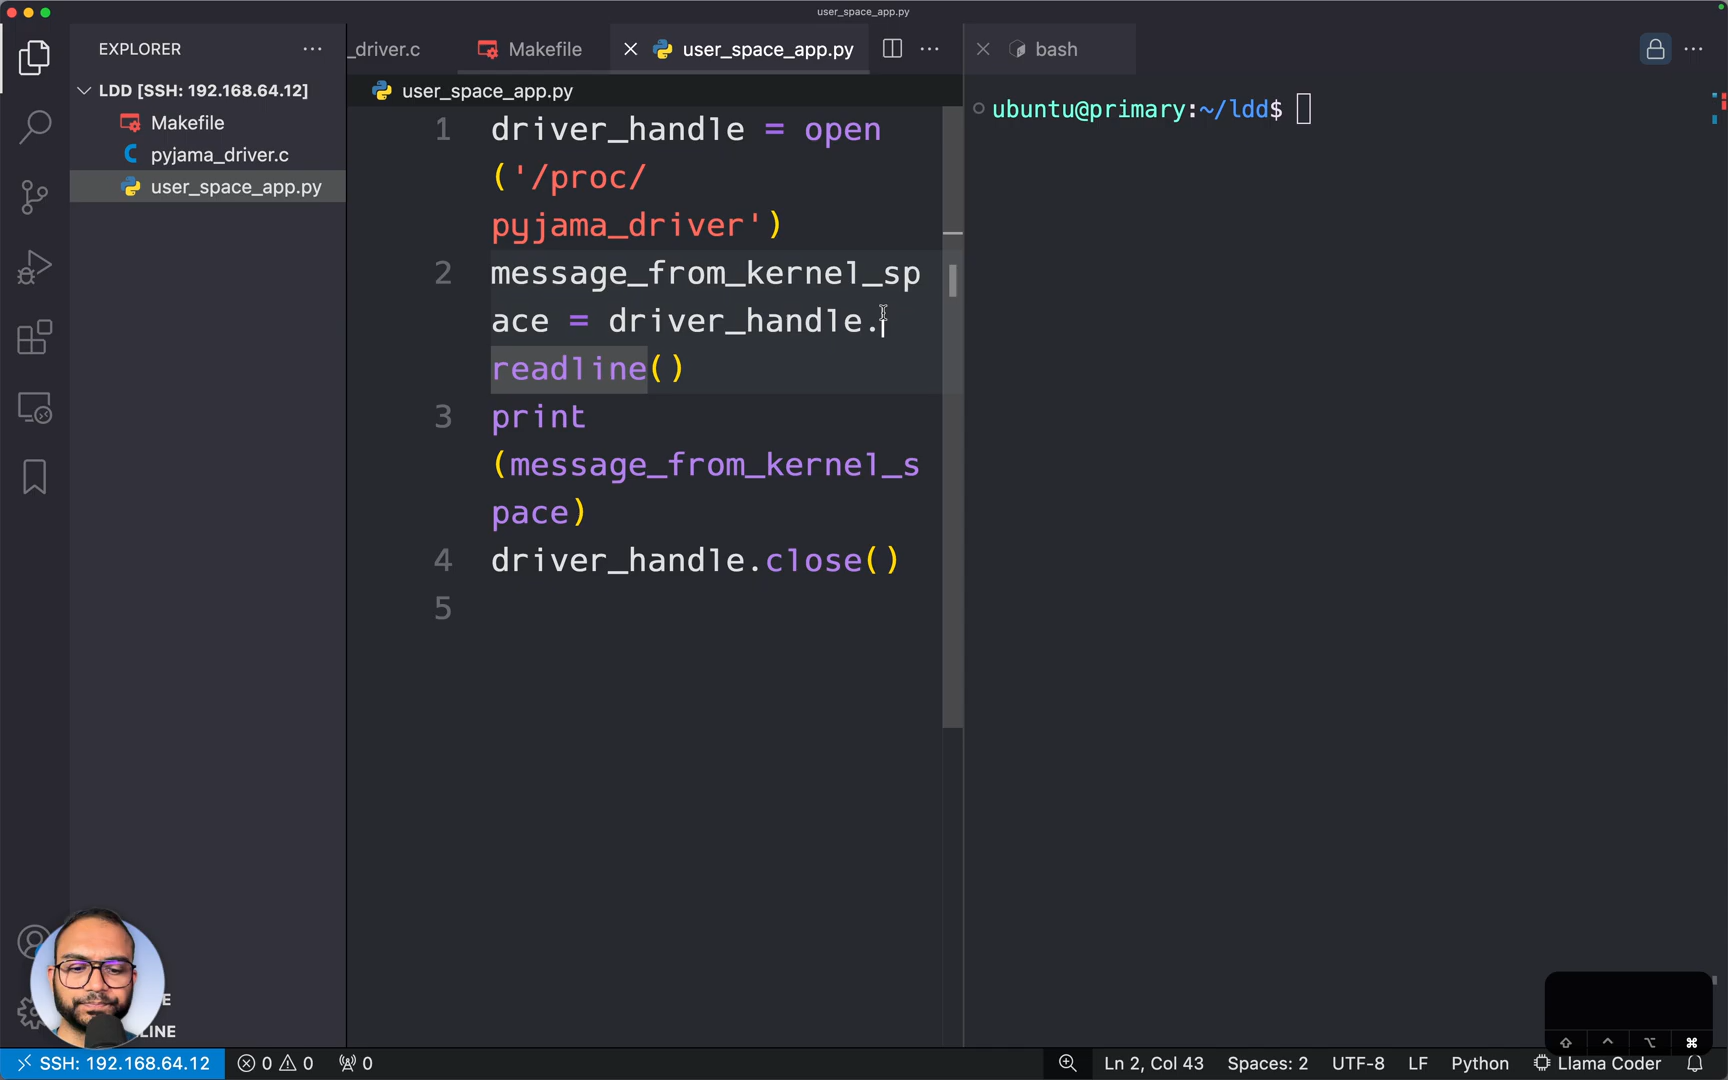 user_space_app.py
EXPLORER
_driver.c
Makefile
user_space_app.py
bash
LDD [SSH: 192.168.64.12]
Makefile
pyjama_driver.c
user_space_app.py
user_space_app.py
1 driver_handle = open
('/proc/
pyjama_driver')
2 message_from_kernel_sp
ace = driver_handle.
readline()
3 print
(message_from_kernel_s
pace)
4 driver_handle.close()
5
ubuntu@primary:~/ldd$
E
LINE
SSH: 192.168.64.12
0
0
0
Ln 2, Col 43
Spaces: 2
UTF-8
LF
Python
Llama Coder